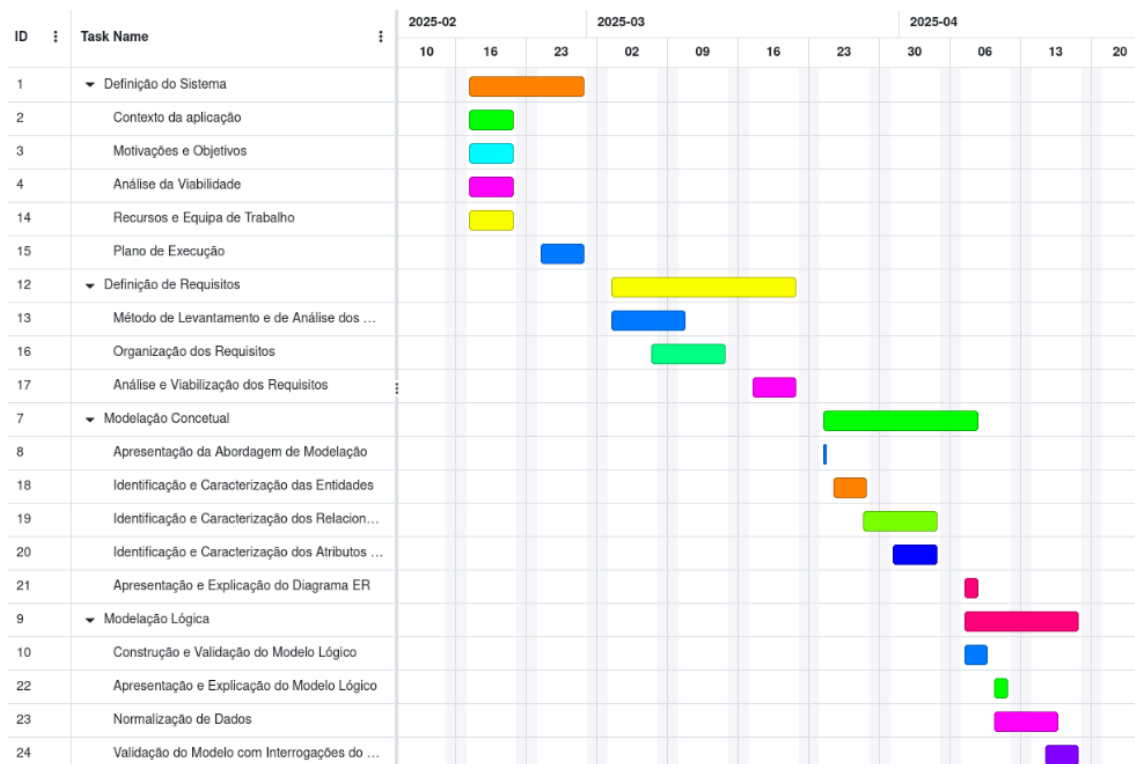 2025-02 2025-03 2025-04
ID Task Name
10 16 23 02 09 16 23 30 06 13 20
1 Definição do Sistema
2 Contexto da aplicação
3 Motivações e Objetivos
4 Análise da Viabilidade
14 Recursos e Equipa de Trabalho
15 Plano de Execução
12 Definição de Requisitos
13 Método de Levantamento e de Análise dos ...
16 Organização dos Requisitos
17 Análise e Viabilização dos Requisitos
7 Modelação Concetual
8 Apresentação da Abordagem de Modelação
18 Identificação e Caracterização das Entidades
19 Identificação e Caracterização dos Relacion...
20 Identificação e Caracterização dos Atributos ...
21 Apresentação e Explicação do Diagrama ER
9 Modelação Lógica
10 Construção e Validação do Modelo Lógico
22 Apresentação e Explicação do Modelo Lógico
23 Normalização de Dados
24 Validação do Modelo com Interrogações do ...